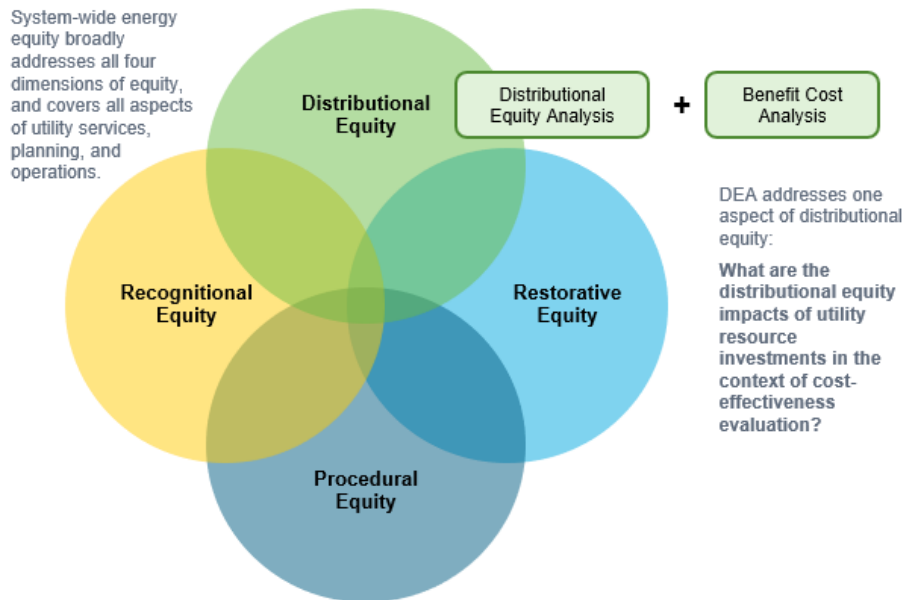 System-wide energy
equity broadly
addresses all four
dimensions of equity,
and covers all aspects
of utility services,
planning, and
operations.
Distributional
Equity
Distributional
Equity Analysis
+
Benefit Cost
Analysis
DEA addresses one
aspect of distributional
equity:
What are the
distributional equity
impacts of utility
resource
investments in the
context of cost-
effectiveness
evaluation?
Recognitional
Equity
Restorative
Equity
Procedural
Equity